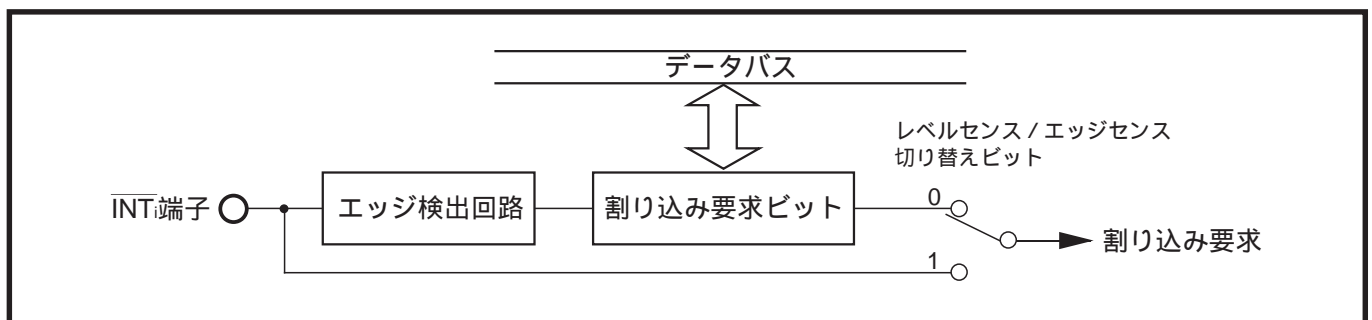 データバス
レベルセンス / エッジセンス
切り替えビット
INTi端子
エッジ検出回路
割り込み要求ビット
0
1
割り込み要求